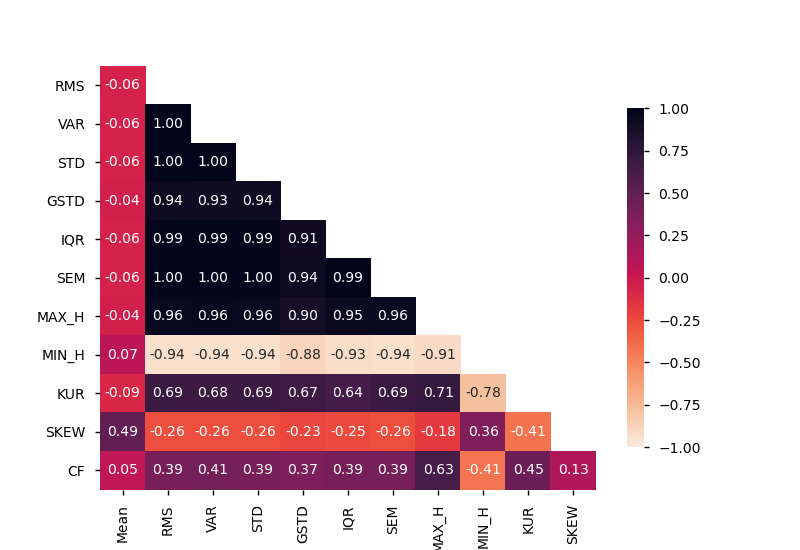 RMS -0.06
VAR -0.06 1.00
STD -0.06 1.00 1.00
GSTD -0.04 0.94 0.93 0.94
IQR -0.06 0.99 0.99 0.99 0.91
SEM -0.06 1.00 1.00 1.00 0.94 0.99
MAX_H -0.04 0.96 0.96 0.96 0.90 0.95 0.96
MIN_H 0.07 -0.94 -0.94 -0.94 -0.88 -0.93 -0.94 -0.91
KUR -0.09 0.69 0.68 0.69 0.67 0.64 0.69 0.71 -0.78
SKEW 0.49 -0.26 -0.26 -0.26 -0.23 -0.25 -0.26 -0.18 0.36 -0.41
CF 0.05 0.39 0.41 0.39 0.37 0.39 0.39 0.63 -0.41 0.45 0.13
Mean RMS VAR STD GSTD IQR SEM MAX_H MIN_H KUR SKEW
1.00
0.75
0.50
0.25
0.00
−0.25
−0.50
−0.75
−1.00